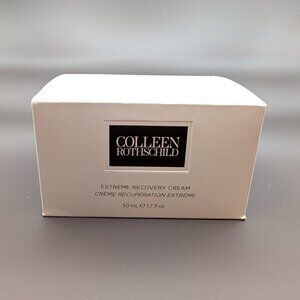 COLLEEN
ROTHSCHILD
EXTREME RECOVERY CREAM
CRÈME RÉCUPÉRATION EXTRÊME
50 mL ℮ 1.7 fl oz